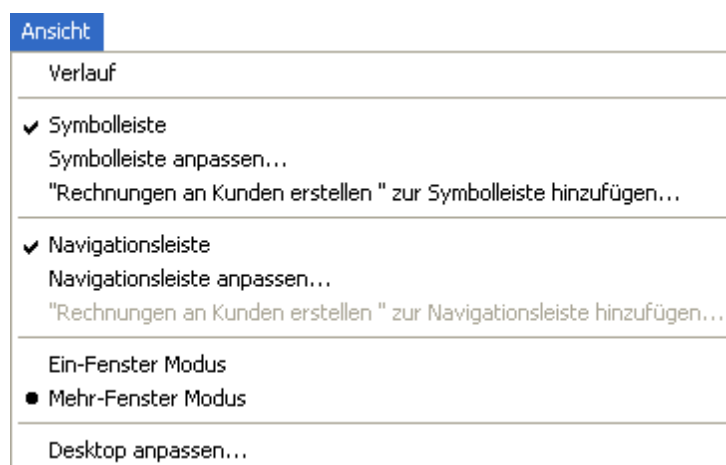 Ansicht
Verlauf
Symbolleiste
Symbolleiste anpassen...
"Rechnungen an Kunden erstellen " zur Symbolleiste hinzufügen...
Navigationsleiste
Navigationsleiste anpassen...
"Rechnungen an Kunden erstellen " zur Navigationsleiste hinzufügen...
Ein-Fenster Modus
Mehr-Fenster Modus
Desktop anpassen...